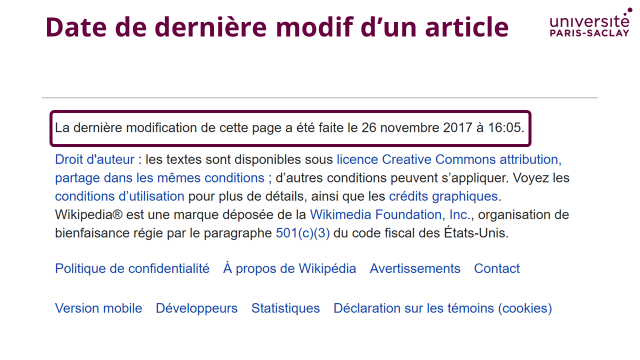 Date de dernière modif d’un article
université
PARIS-SACLAY
La dernière modification de cette page a été faite le 26 novembre 2017 à 16:05.
Droit d'auteur : les textes sont disponibles sous licence Creative Commons attribution,
partage dans les mêmes conditions ; d’autres conditions peuvent s’appliquer. Voyez les
conditions d’utilisation pour plus de détails, ainsi que les crédits graphiques.
Wikipedia® est une marque déposée de la Wikimedia Foundation, Inc., organisation de
bienfaisance régie par le paragraphe 501(c)(3) du code fiscal des États-Unis.
Politique de confidentialité À propos de Wikipédia Avertissements Contact
Version mobile Développeurs Statistiques Déclaration sur les témoins (cookies)